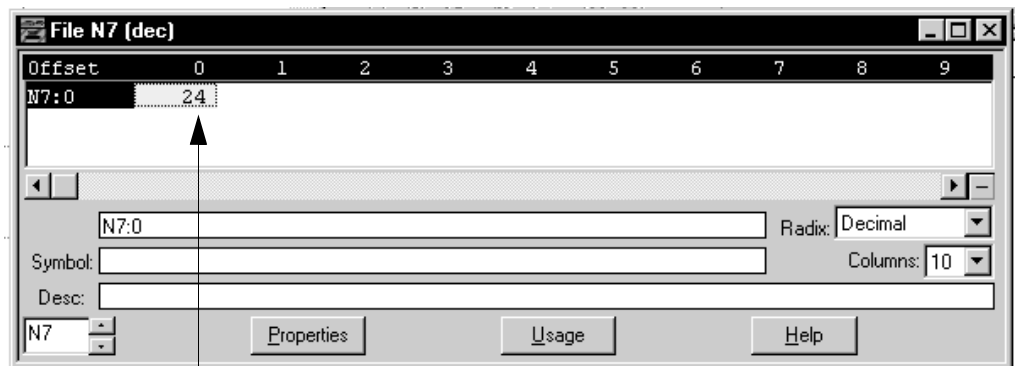 File N7 (dec)
Offset 0 1 2 3 4 5 6 7 8 9
N7:0 24
N7:0
Radix: Decimal
Symbol:
Columns: 10
Desc:
N7 Properties Usage Help